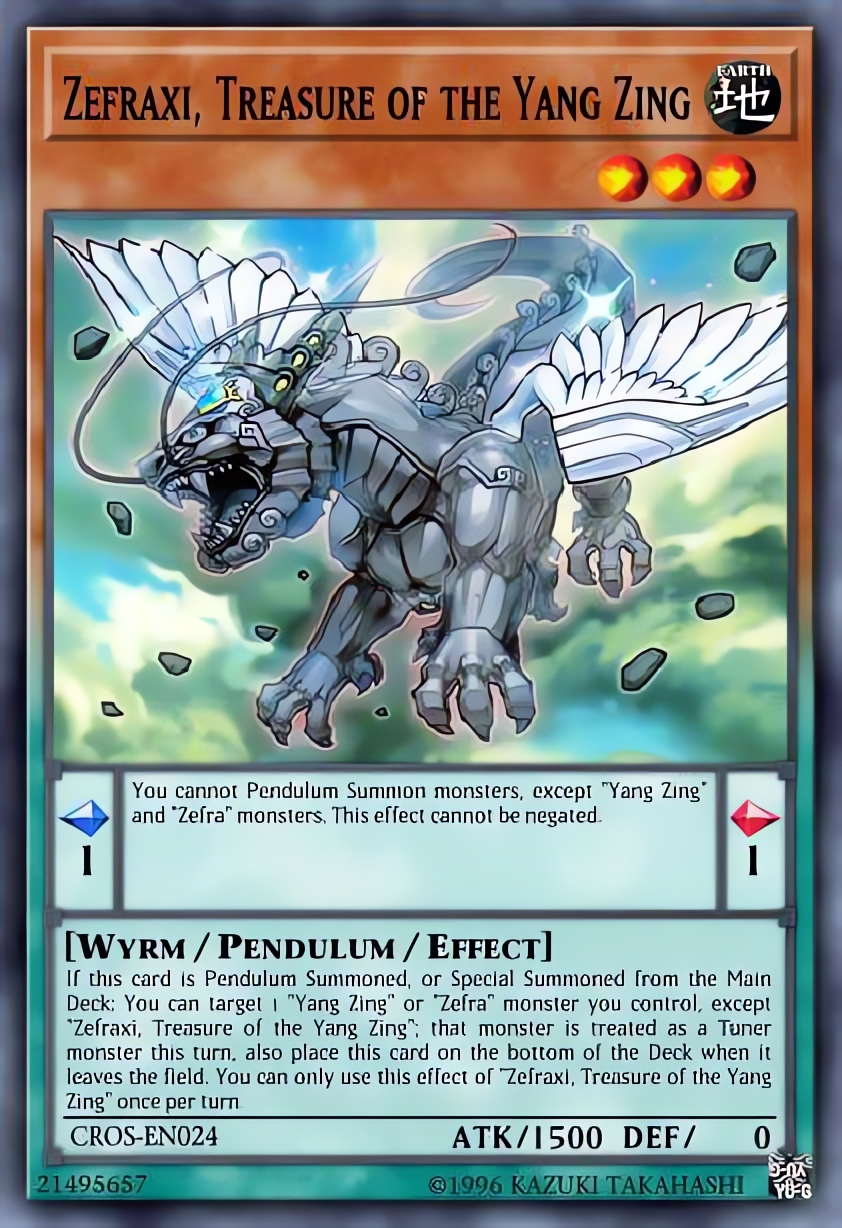 ZEFRAXI, TREASURE OF THE YANG ZING
EARTH
地
You cannot Pendulum Summon monsters, except "Yang Zing"
and "Zefra" monsters. This effect cannot be negated.
1
1
[WYRM / PENDULUM / EFFECT]
If this card is Pendulum Summoned, or Special Summoned from the Main
Deck: You can target 1 "Yang Zing" or "Zefra" monster you control, except
"Zefraxi, Treasure of the Yang Zing"; that monster is treated as a Tuner
monster this turn, also place this card on the bottom of the Deck when it
leaves the field. You can only use this effect of "Zefraxi, Treasure of the Yang
Zing" once per turn.
CROS-EN024 ATK/1500 DEF/ 0
21495657 ©1996 KAZUKI TAKAHASHI